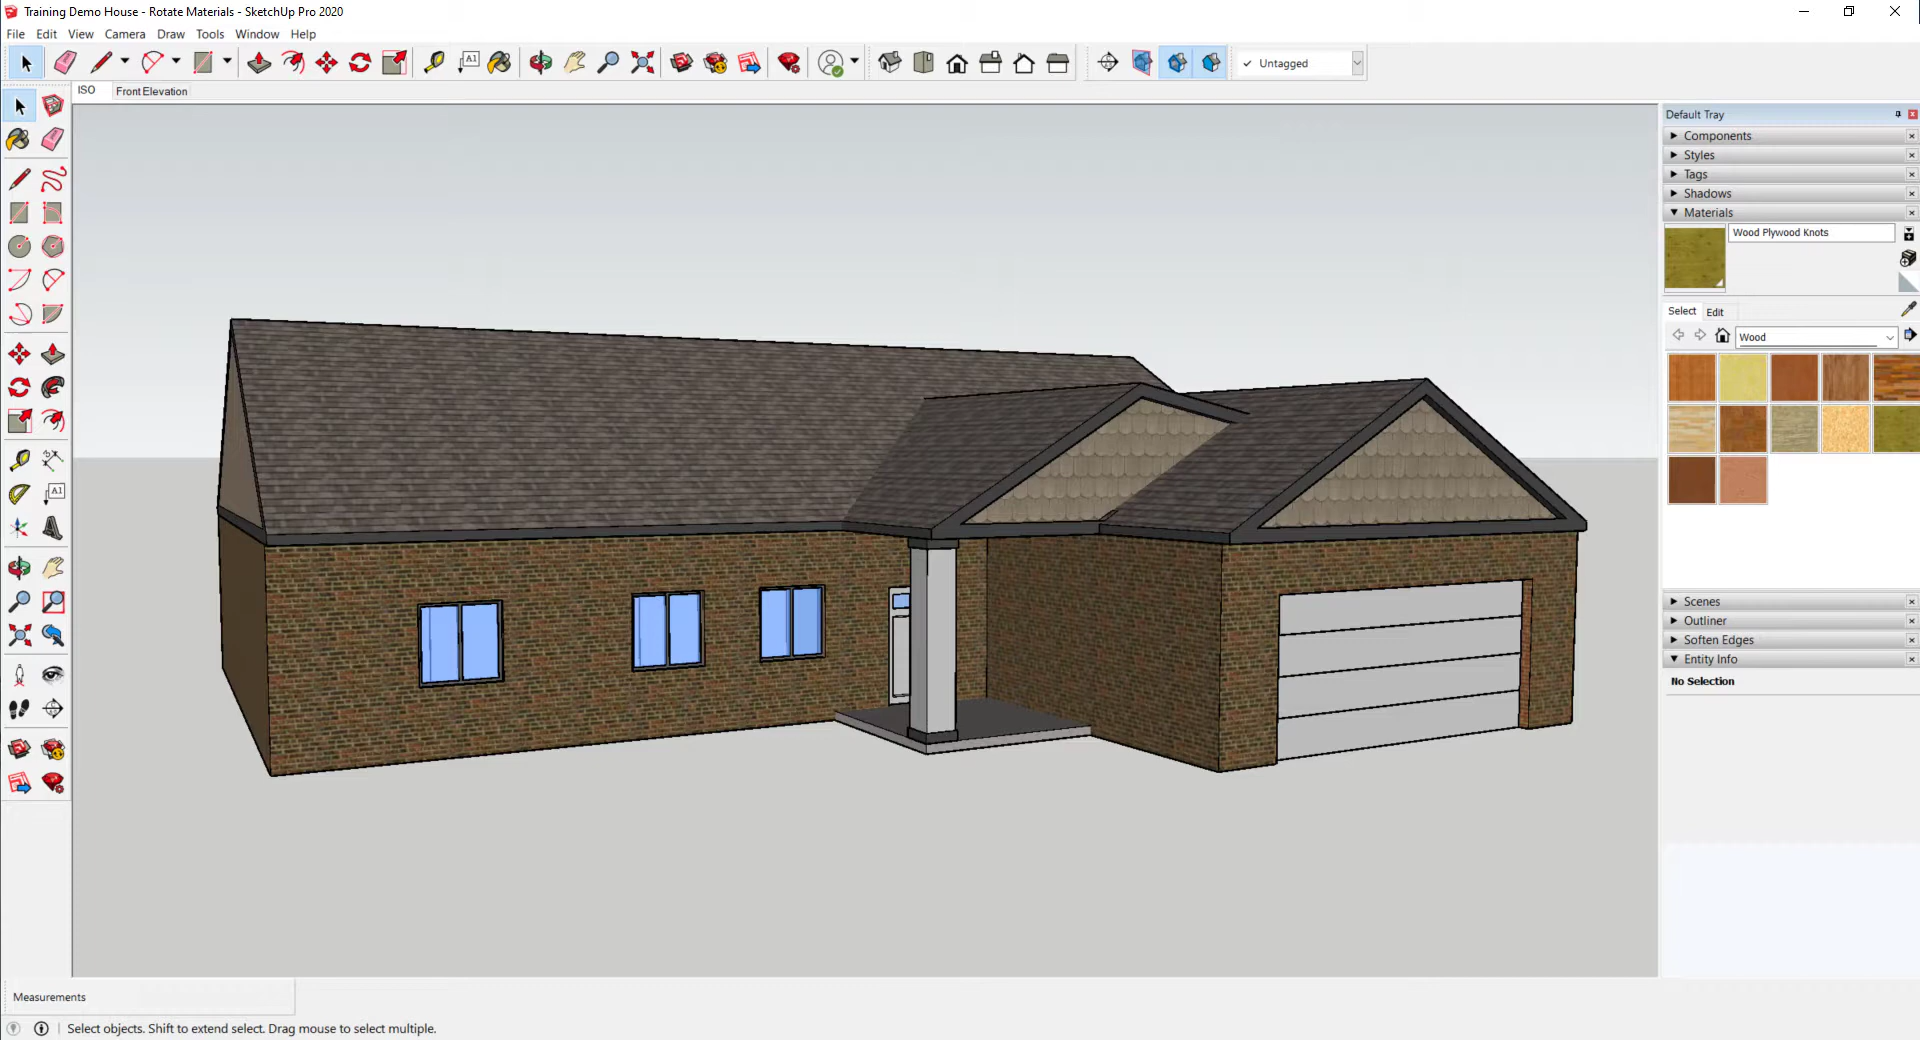 Training Demo House - Rotate Materials - SketchUp Pro 2020
File Edit View Camera Draw Tools Window Help
A1
✓ Untagged
ISO Front Elevation
Default Tray
Components
Styles
Tags
Shadows
Materials
Wood Plywood Knots
Select Edit
Wood
A1
Scenes
Outliner
Soften Edges
Entity Info
No Selection
Measurements
Select objects. Shift to extend select. Drag mouse to select multiple.